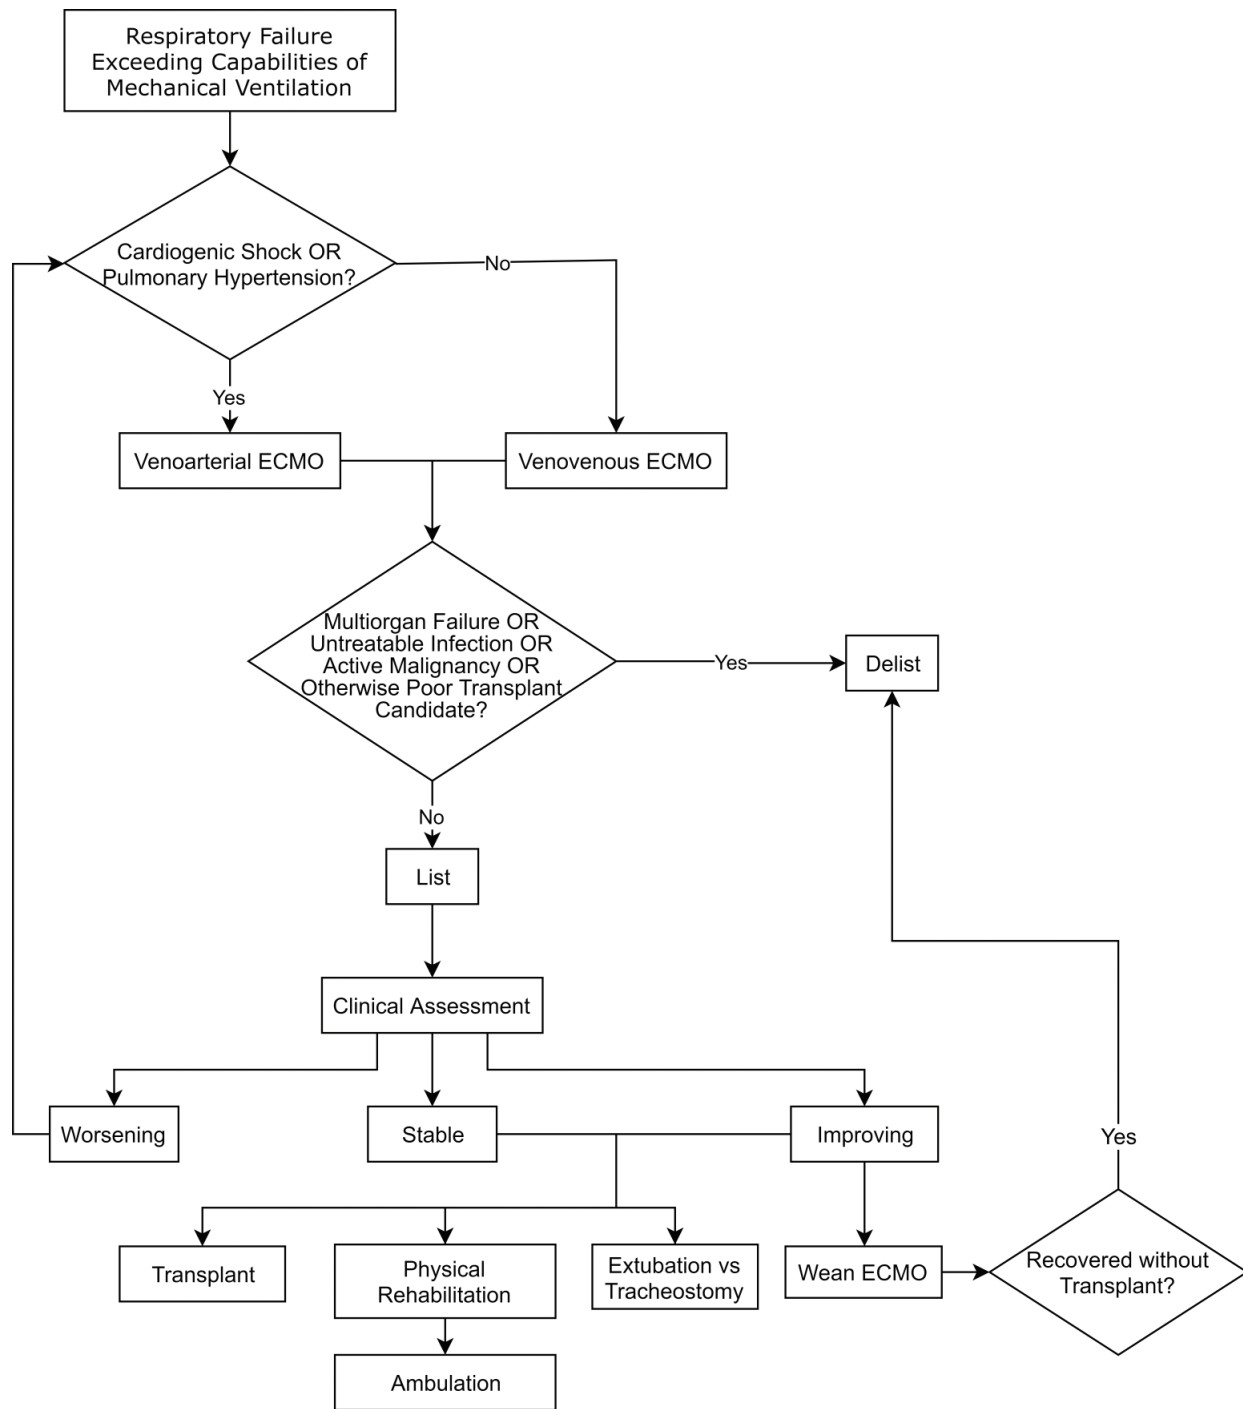 Respiratory Failure
Exceeding Capabilities of
Mechanical Ventilation
Cardiogenic Shock OR
Pulmonary Hypertension?
No
Yes
Venoarterial ECMO
Venovenous ECMO
Multiorgan Failure OR
Untreatable Infection OR
Active Malignancy OR
Otherwise Poor Transplant
Candidate?
Yes
Delist
No
List
Clinical Assessment
Worsening
Stable
Improving
Yes
Transplant
Physical
Rehabilitation
Extubation vs
Tracheostomy
Wean ECMO
Recovered without
Transplant?
Ambulation